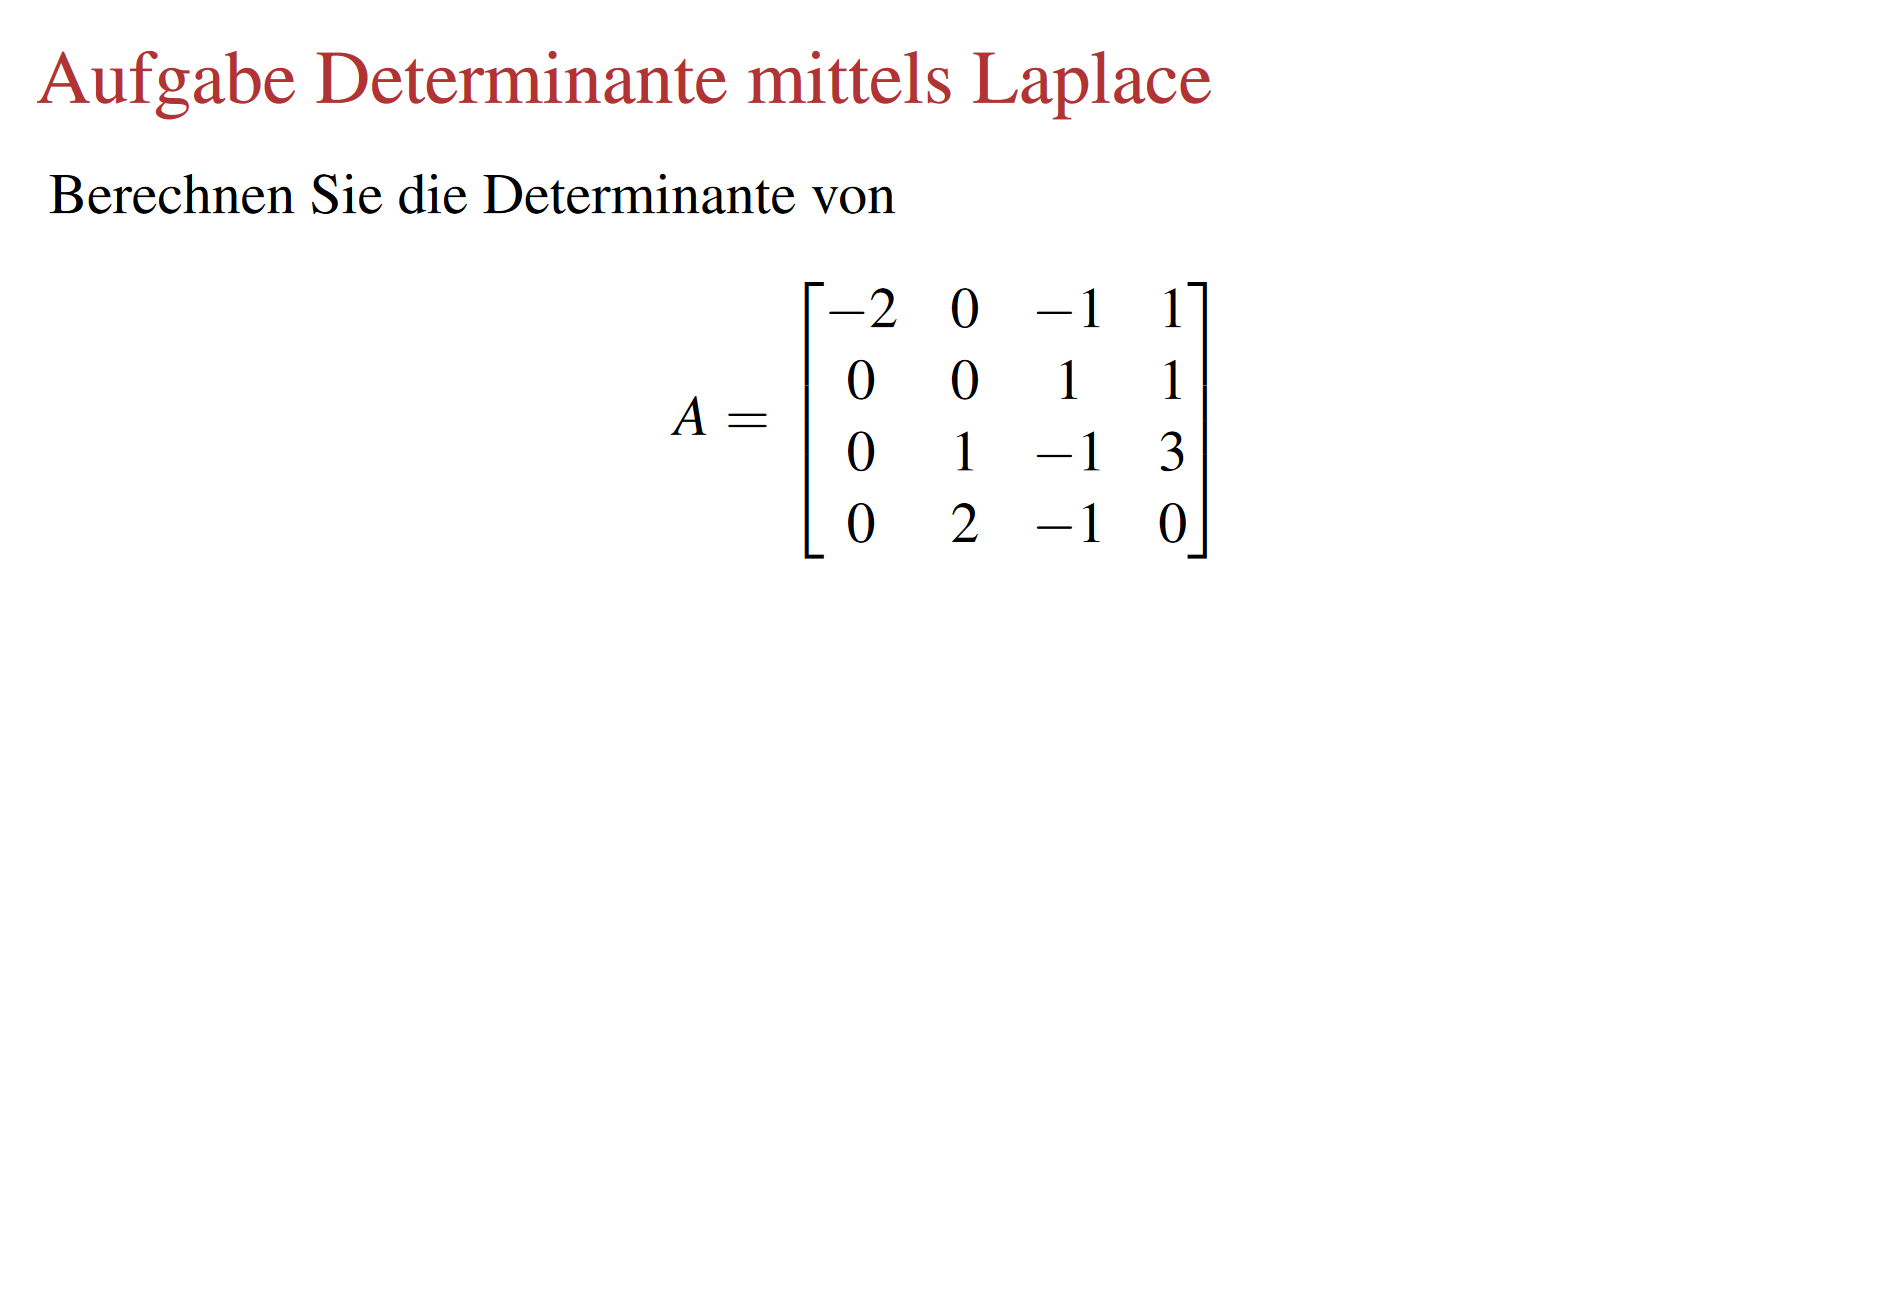 Aufgabe Determinante mittels Laplace
Berechnen Sie die Determinante von
A = [−2 0 −1 1
0 0 1 1
0 1 −1 3
0 2 −1 0]